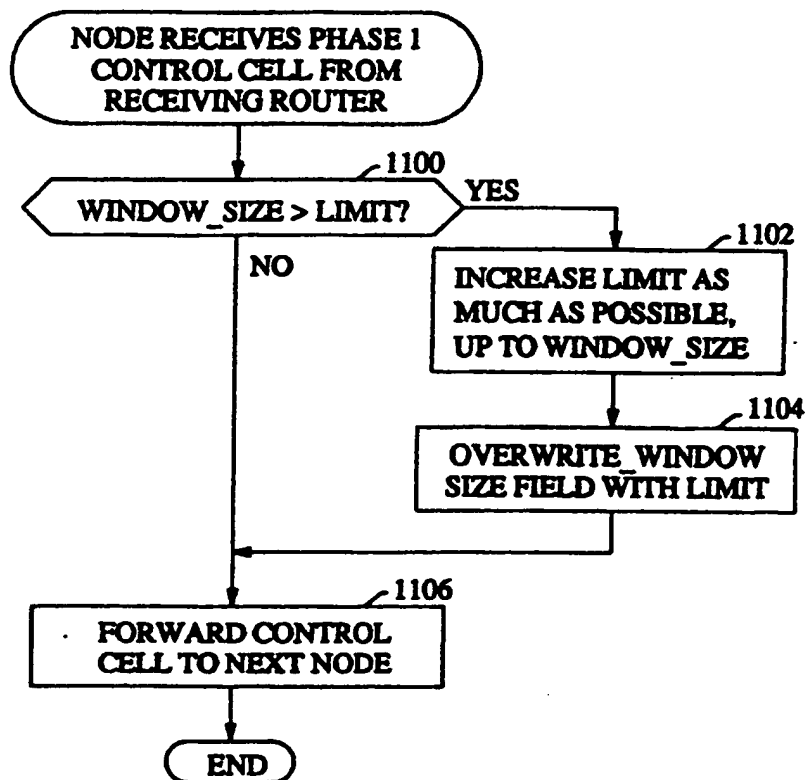 NODE RECEIVES PHASE 1
CONTROL CELL FROM
RECEIVING ROUTER
1100
WINDOW_SIZE > LIMIT?
YES
NO
1102
INCREASE LIMIT AS
MUCH AS POSSIBLE,
UP TO WINDOW_SIZE
1104
OVERWRITE_WINDOW
SIZE FIELD WITH LIMIT
1106
FORWARD CONTROL
CELL TO NEXT NODE
END